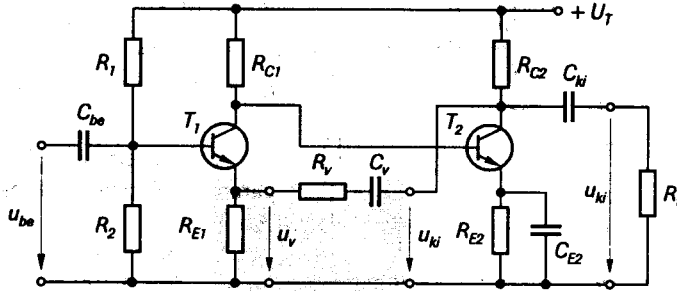 + U_T
R_1
R_C1
R_C2
C_ki
C_be
T_1
T_2
R_v
C_v
u_be
R_2
R_E1
u_v
u_ki
R_E2
C_E2
u_ki